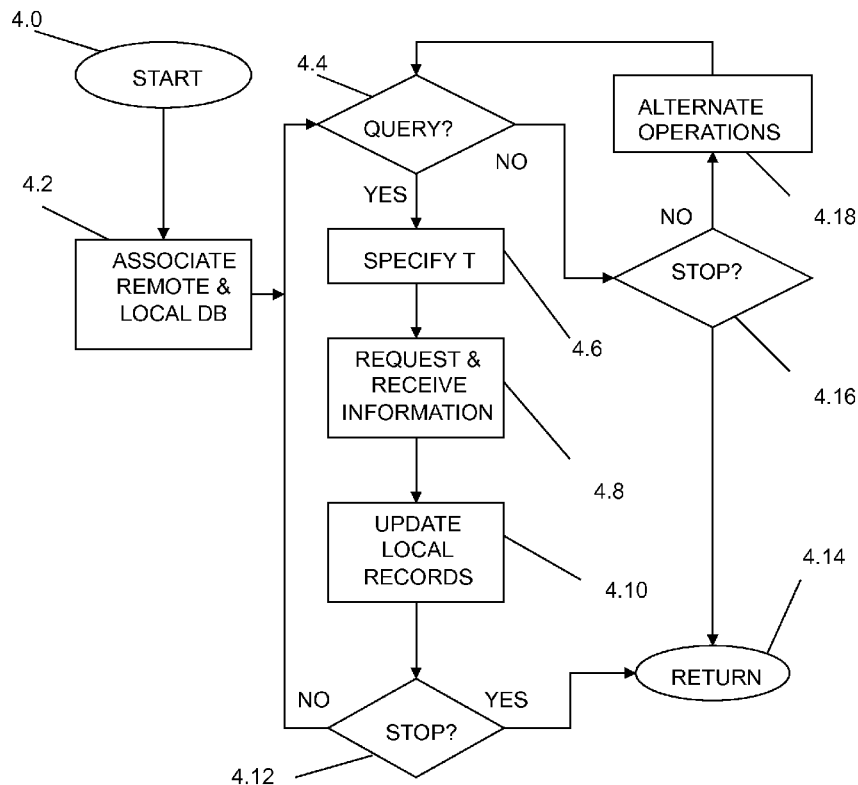 4.0
START
4.4
QUERY?
ALTERNATE
OPERATIONS
NO
YES
4.2
NO
4.18
ASSOCIATE
REMOTE &
LOCAL DB
SPECIFY T
STOP?
4.6
REQUEST &
RECEIVE
INFORMATION
4.16
4.8
UPDATE
LOCAL
RECORDS
4.10
4.14
RETURN
NO
YES
STOP?
4.12